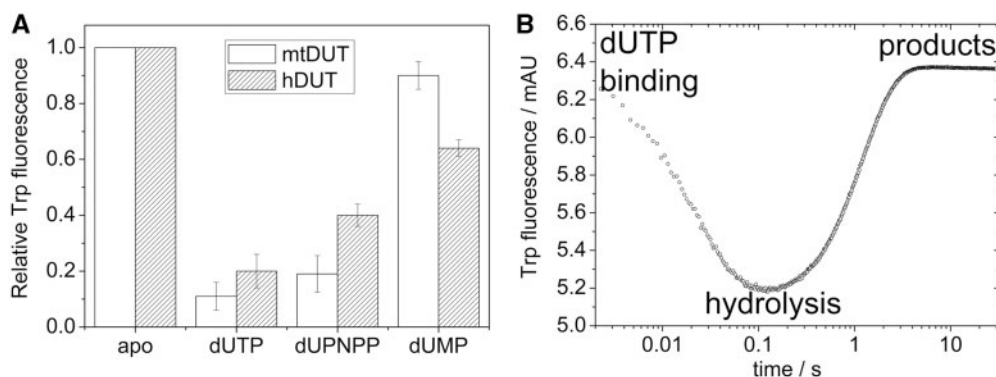 A
Relative Trp fluorescence
1.0
0.8
0.6
0.4
0.2
0.0
mtDUT
hDUT
apo
dUTP
dUPNPP
dUMP
B
Trp fluorescence / mAU
6.6
6.4
6.2
6.0
5.8
5.6
5.4
5.2
5.0
dUTP
binding
products
hydrolysis
0.01
0.1
1
10
time / s